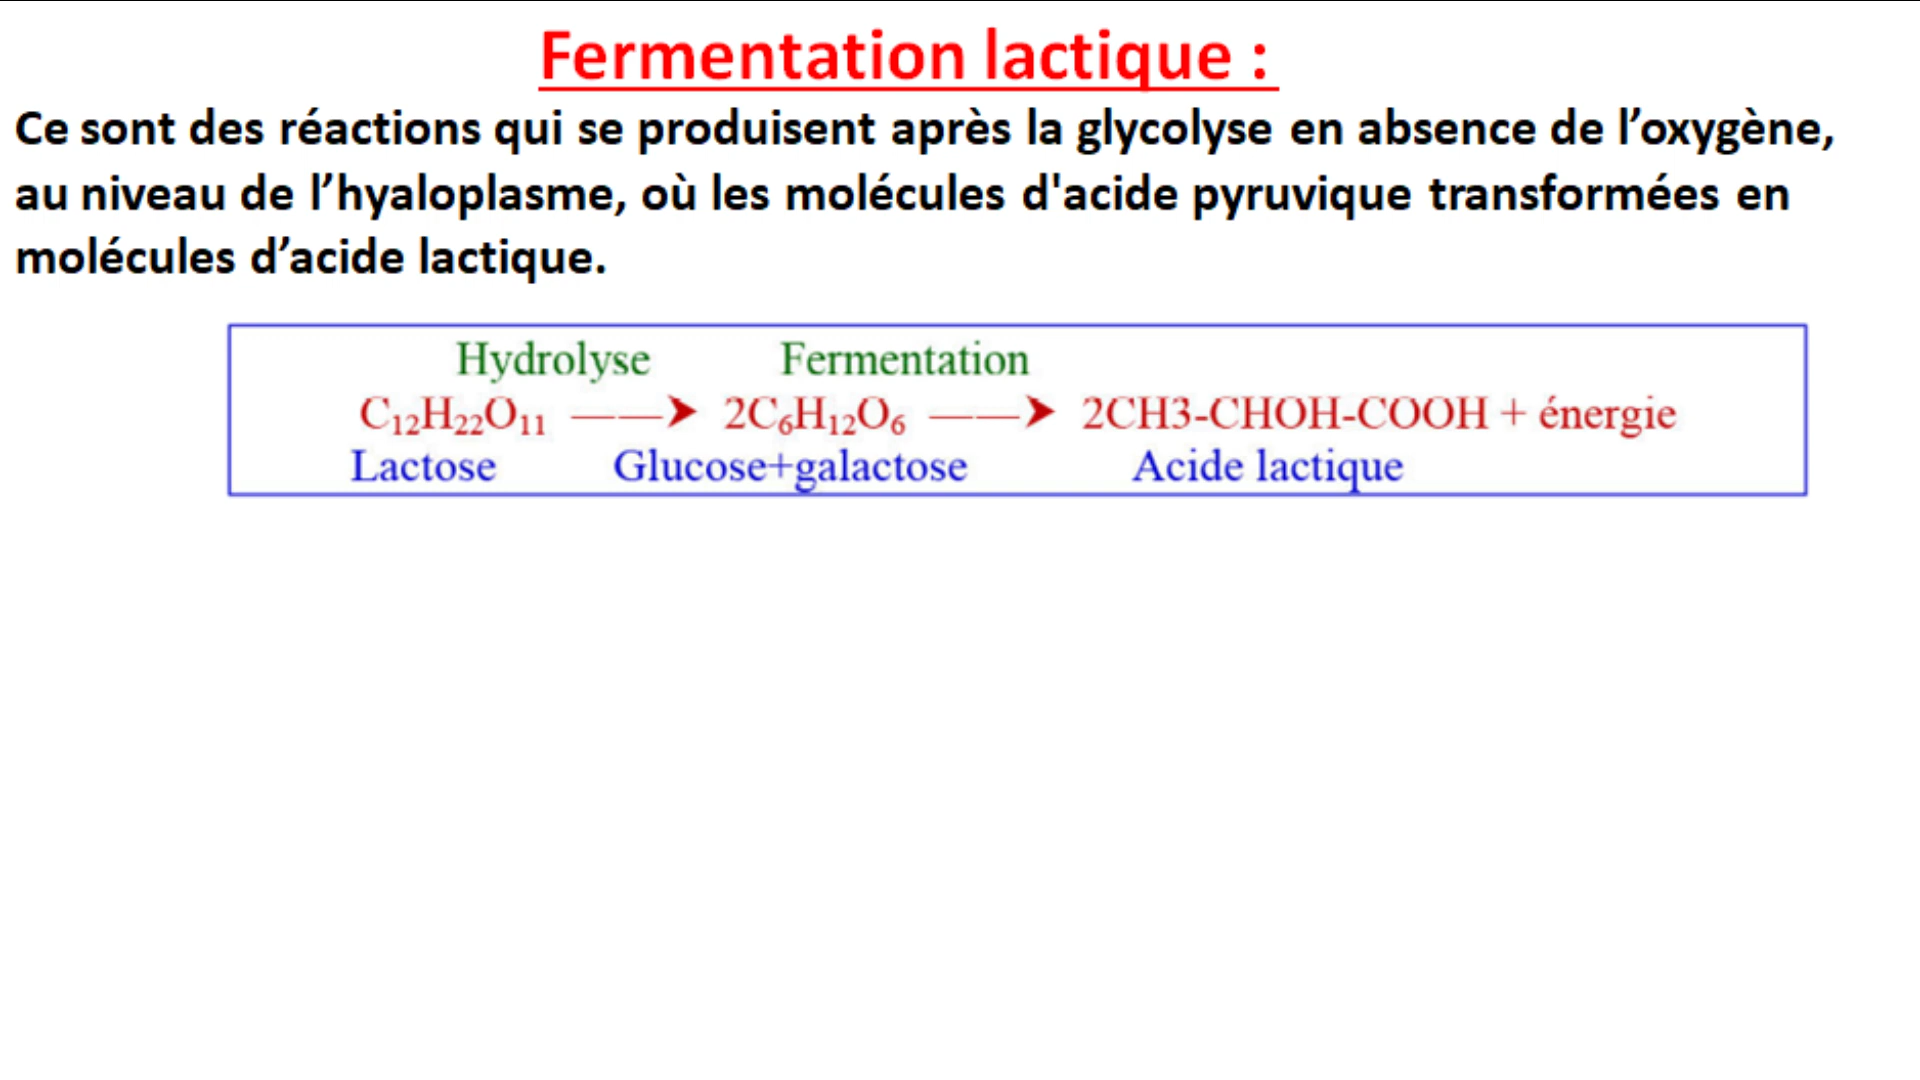 Fermentation lactique :
Ce sont des réactions qui se produisent après la glycolyse en absence de l’oxygène,
au niveau de l’hyaloplasme, où les molécules d'acide pyruvique transformées en
molécules d’acide lactique.
Hydrolyse Fermentation
C₁₂H₂₂O₁₁ ——➤ 2C₆H₁₂O₆ ——➤ 2CH3-CHOH-COOH + énergie
Lactose Glucose+galactose Acide lactique